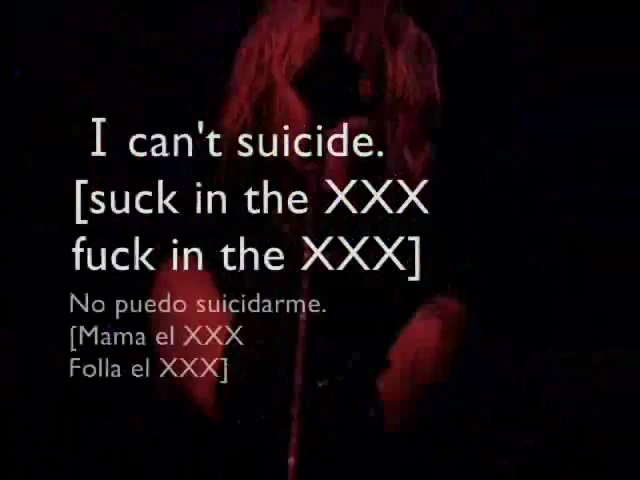 I can't suicide.
[suck in the XXX
fuck in the XXX]
No puedo suicidarme.
[Mama el XXX
Folla el XXX]